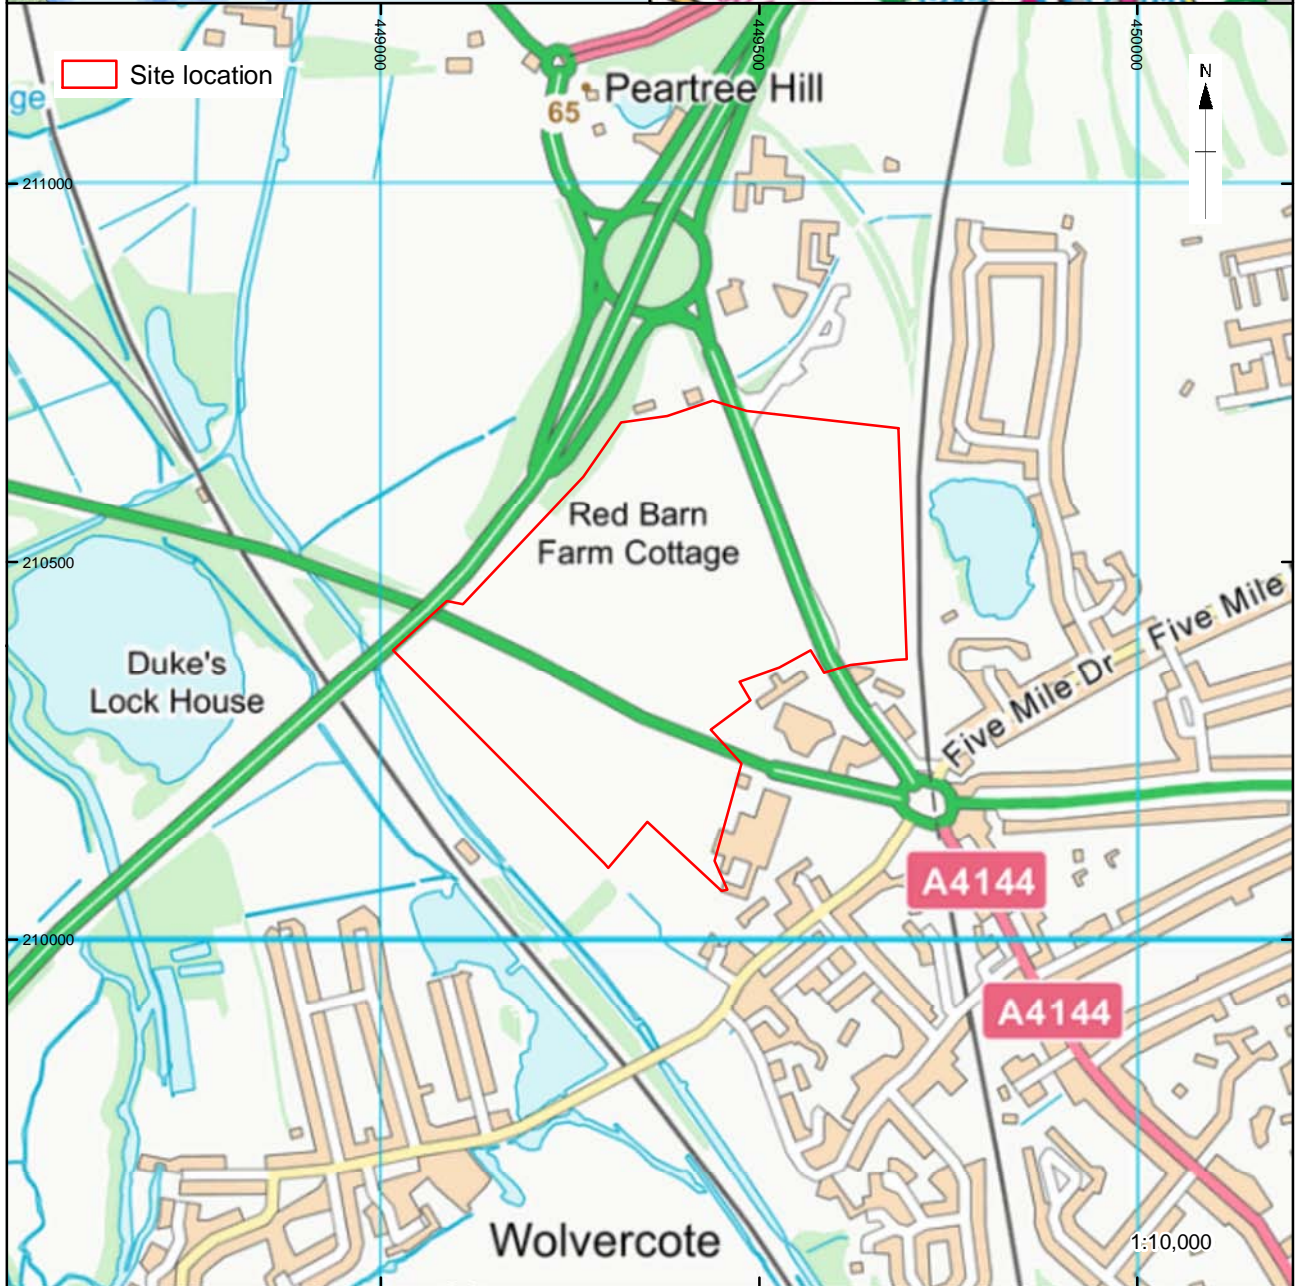 449000
449500
450000
Site location
N
ge
Peartree Hill
65
211000
Red Barn
Farm Cottage
210500
Five Mile
Duke's
Lock House
Five Mile Dr
A4144
210000
A4144
Wolvercote
1:10,000